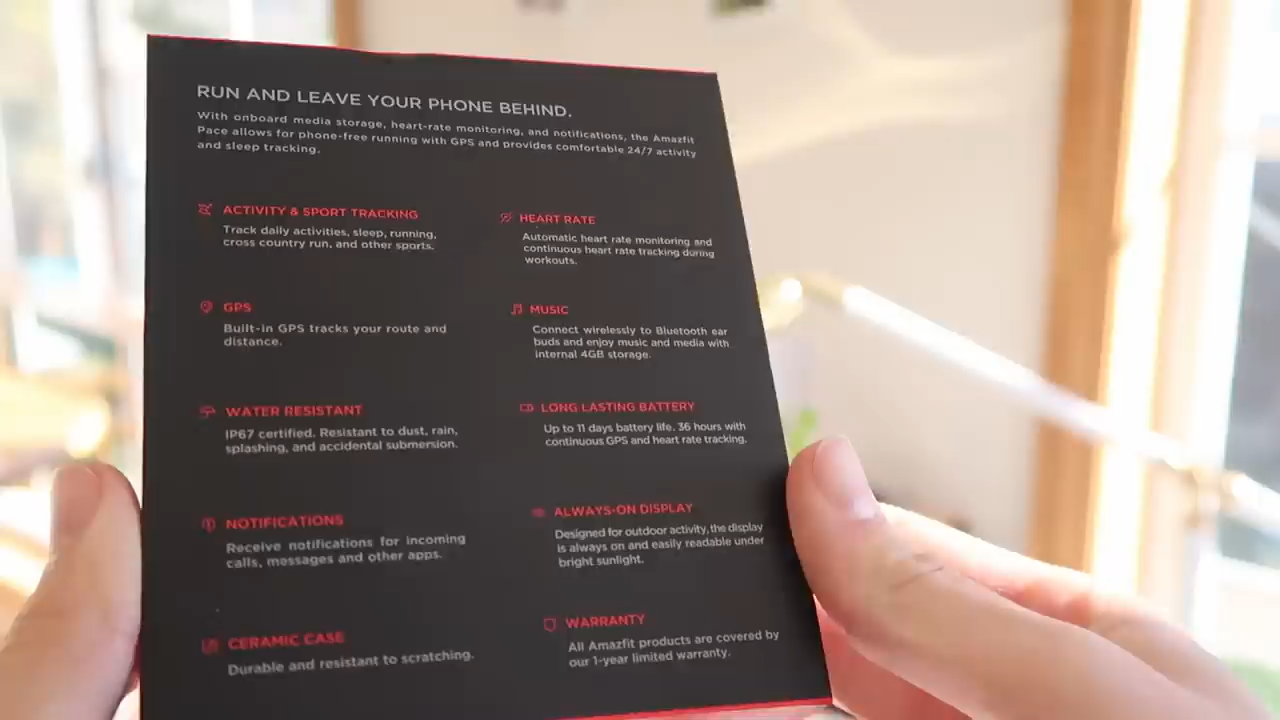 RUN AND LEAVE YOUR PHONE BEHIND.
With onboard media storage, heart-rate monitoring, and notifications, the Amazfit
Pace allows for phone-free running with GPS and provides comfortable 24/7 activity
and sleep tracking.
ACTIVITY & SPORT TRACKING
Track daily activities, sleep, running,
cross country run, and other sports.
HEART RATE
Automatic heart rate monitoring and
continuous heart rate tracking during
workouts.
GPS
Built-in GPS tracks your route and
distance.
MUSIC
Connect wirelessly to Bluetooth ear
buds and enjoy music and media with
internal 4GB storage.
WATER RESISTANT
IP67 certified. Resistant to dust, rain,
splashing, and accidental submersion.
LONG LASTING BATTERY
Up to 11 days battery life. 36 hours with
continuous GPS and heart rate tracking.
NOTIFICATIONS
Receive notifications for incoming
calls, messages and other apps.
ALWAYS-ON DISPLAY
Designed for outdoor activity, the display
is always on and easily readable under
bright sunlight.
CERAMIC CASE
Durable and resistant to scratching.
WARRANTY
All Amazfit products are covered by
our 1-year limited warranty.